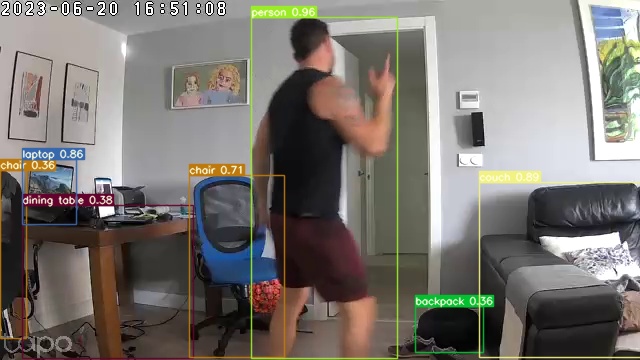 2023-06-20 16:51:08
person 0.96
laptop 0.86
chair 0.36
chair 0.71
couch 0.89
dining table 0.38
backpack 0.36
tapo